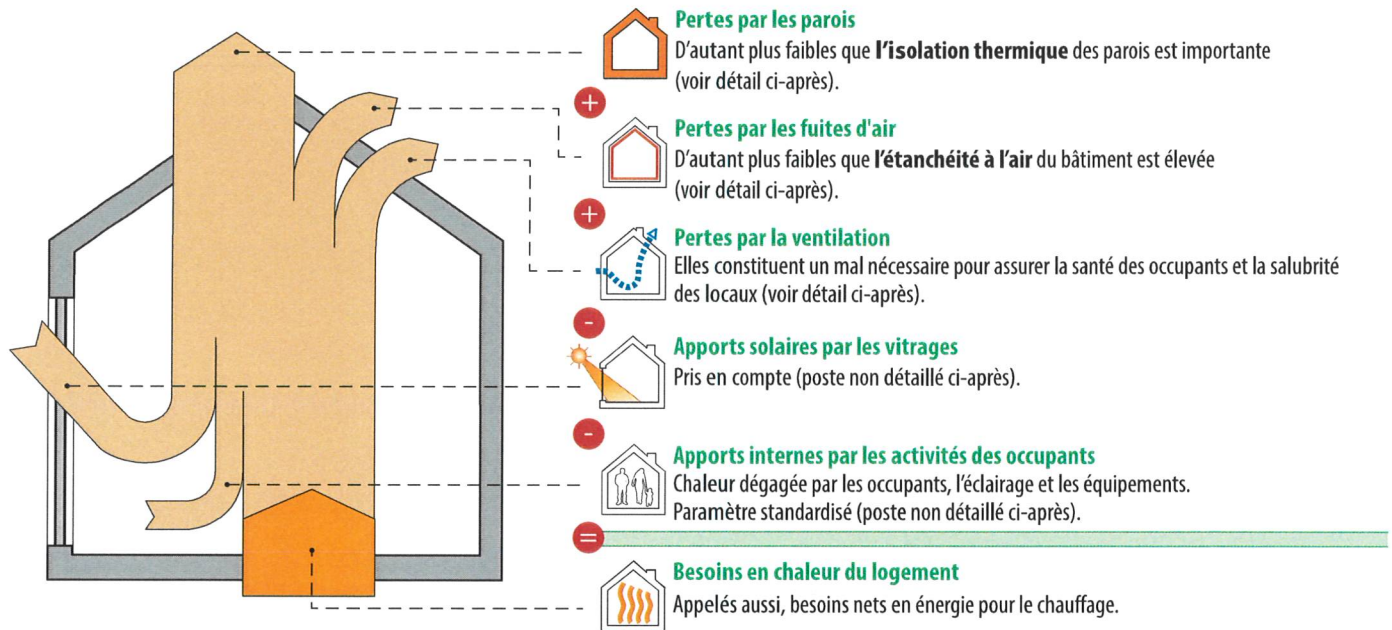 Pertes par les parois
D'autant plus faibles que l'isolation thermique des parois est importante
(voir détail ci-après).
+
Pertes par les fuites d'air
D'autant plus faibles que l'étanchéité à l'air du bâtiment est élevée
(voir détail ci-après).
+
Pertes par la ventilation
Elles constituent un mal nécessaire pour assurer la santé des occupants et la salubrité
des locaux (voir détail ci-après).
-
Apports solaires par les vitrages
Pris en compte (poste non détaillé ci-après).
-
Apports internes par les activités des occupants
Chaleur dégagée par les occupants, l'éclairage et les équipements.
Paramètre standardisé (poste non détaillé ci-après).
=
Besoins en chaleur du logement
Appelés aussi, besoins nets en énergie pour le chauffage.